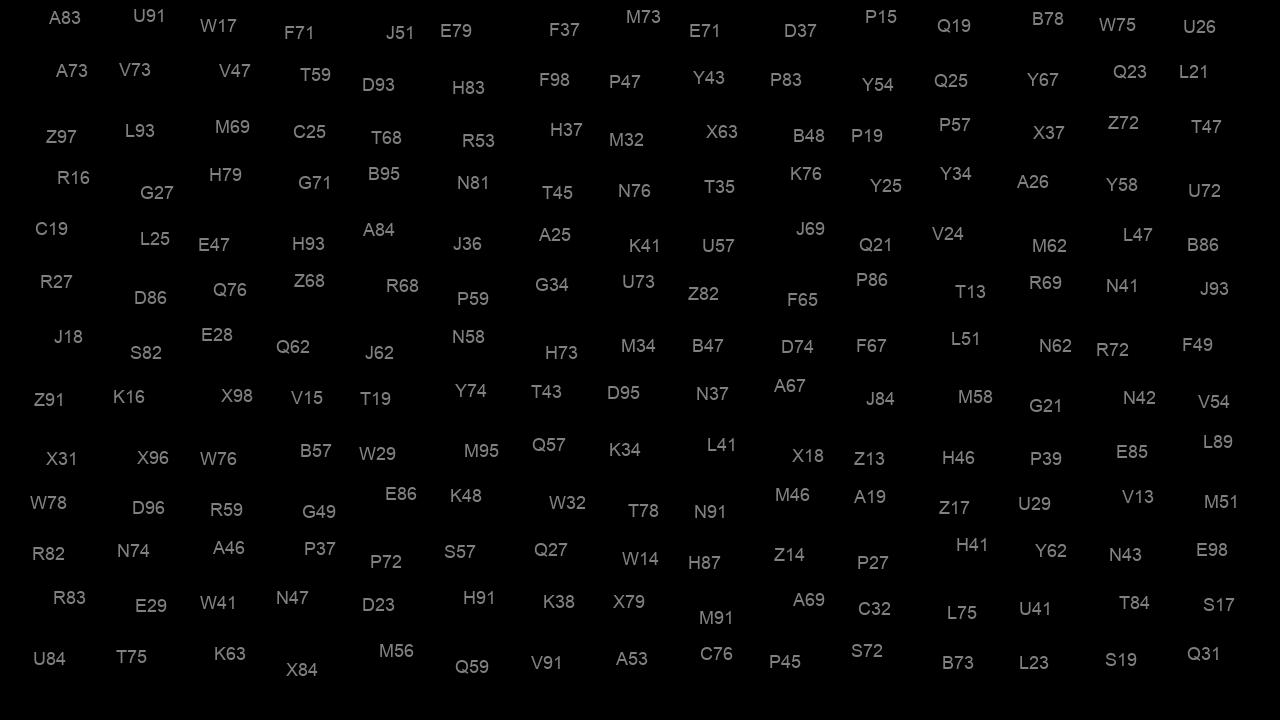 A83 U91 W17 F71 J51 E79 F37 M73 E71 D37 P15 Q19 B78 W75 U26
A73 V73 V47 T59 D93 H83 F98 P47 Y43 P83 Y54 Q25 Y67 Q23 L21
Z97 L93 M69 C25 T68 R53 H37 M32 X63 B48 P19 P57 X37 Z72 T47
R16 G27 H79 G71 B95 N81 T45 N76 T35 K76 Y25 Y34 A26 Y58 U72
C19 L25 E47 H93 A84 J36 A25 K41 U57 J69 Q21 V24 M62 L47 B86
R27 D86 Q76 Z68 R68 P59 G34 U73 Z82 F65 P86 T13 R69 N41 J93
J18 S82 E28 Q62 J62 N58 H73 M34 B47 D74 F67 L51 N62 R72 F49
Z91 K16 X98 V15 T19 Y74 T43 D95 N37 A67 J84 M58 G21 N42 V54
X31 X96 W76 B57 W29 M95 Q57 K34 L41 X18 Z13 H46 P39 E85 L89
W78 D96 R59 G49 E86 K48 W32 T78 N91 M46 A19 Z17 U29 V13 M51
R82 N74 A46 P37 P72 S57 Q27 W14 H87 Z14 P27 H41 Y62 N43 E98
R83 E29 W41 N47 D23 H91 K38 X79 M91 A69 C32 L75 U41 T84 S17
U84 T75 K63 X84 M56 Q59 V91 A53 C76 P45 S72 B73 L23 S19 Q31